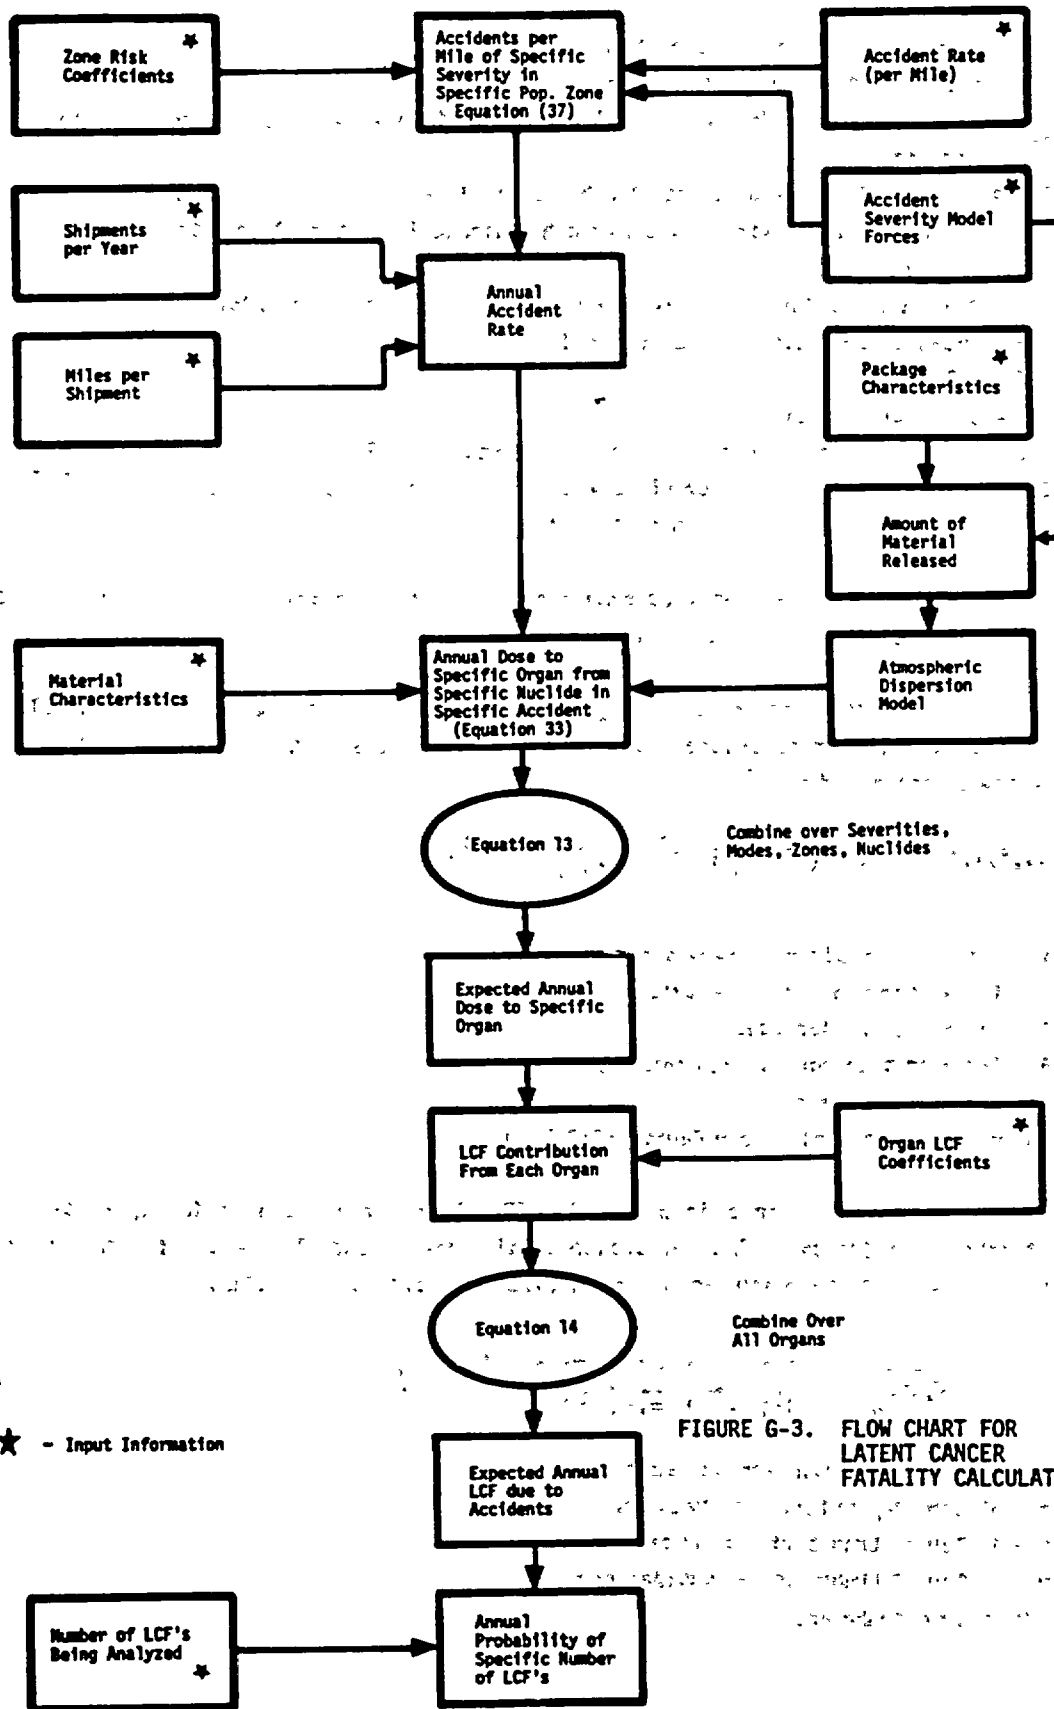 Zone Risk
Coefficients
Accidents per
Mile of Specific
Severity in
Specific Pop. Zone
Equation (37)
Accident Rate
(per Mile)
Shipments
per Year
Accident
Severity Model
Forces
Annual
Accident
Rate
Miles per
Shipment
Package
Characteristics
Amount of
Material
Released
Material
Characteristics
Annual Dose to
Specific Organ from
Specific Nuclide in
Specific Accident
(Equation 33)
Atmospheric
Dispersion
Model
Equation 13
Combine over Severities,
Modes, Zones, Nuclides
Expected Annual
Dose to Specific
Organ
LCF Contribution
From Each Organ
Organ LCF
Coefficients
Equation 14
Combine Over
All Organs
★ - Input Information
FIGURE G-3. FLOW CHART FOR
LATENT CANCER
FATALITY CALCULAT
Expected Annual
LCF due to
Accidents
Number of LCF's
Being Analyzed
Annual
Probability of
Specific Number
of LCF's